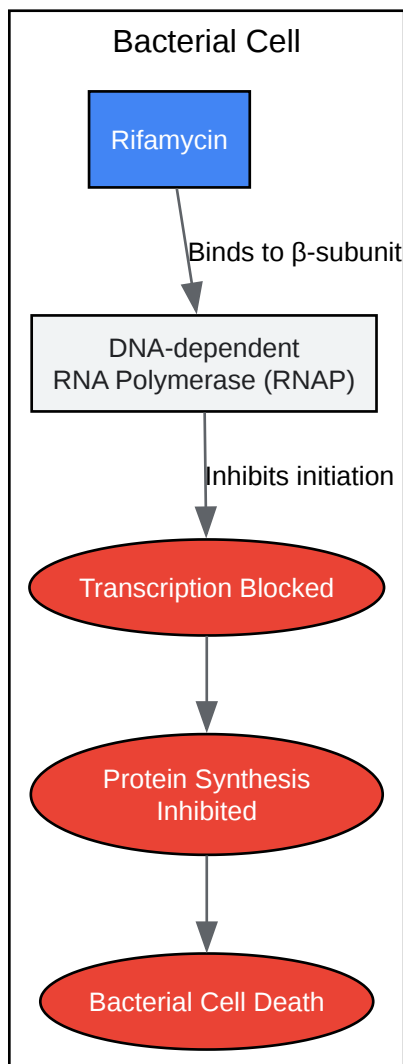 Bacterial Cell
Rifamycin
Binds to β-subunit
DNA-dependent
RNA Polymerase (RNAP)
Inhibits initiation
Transcription Blocked
Protein Synthesis
Inhibited
Bacterial Cell Death